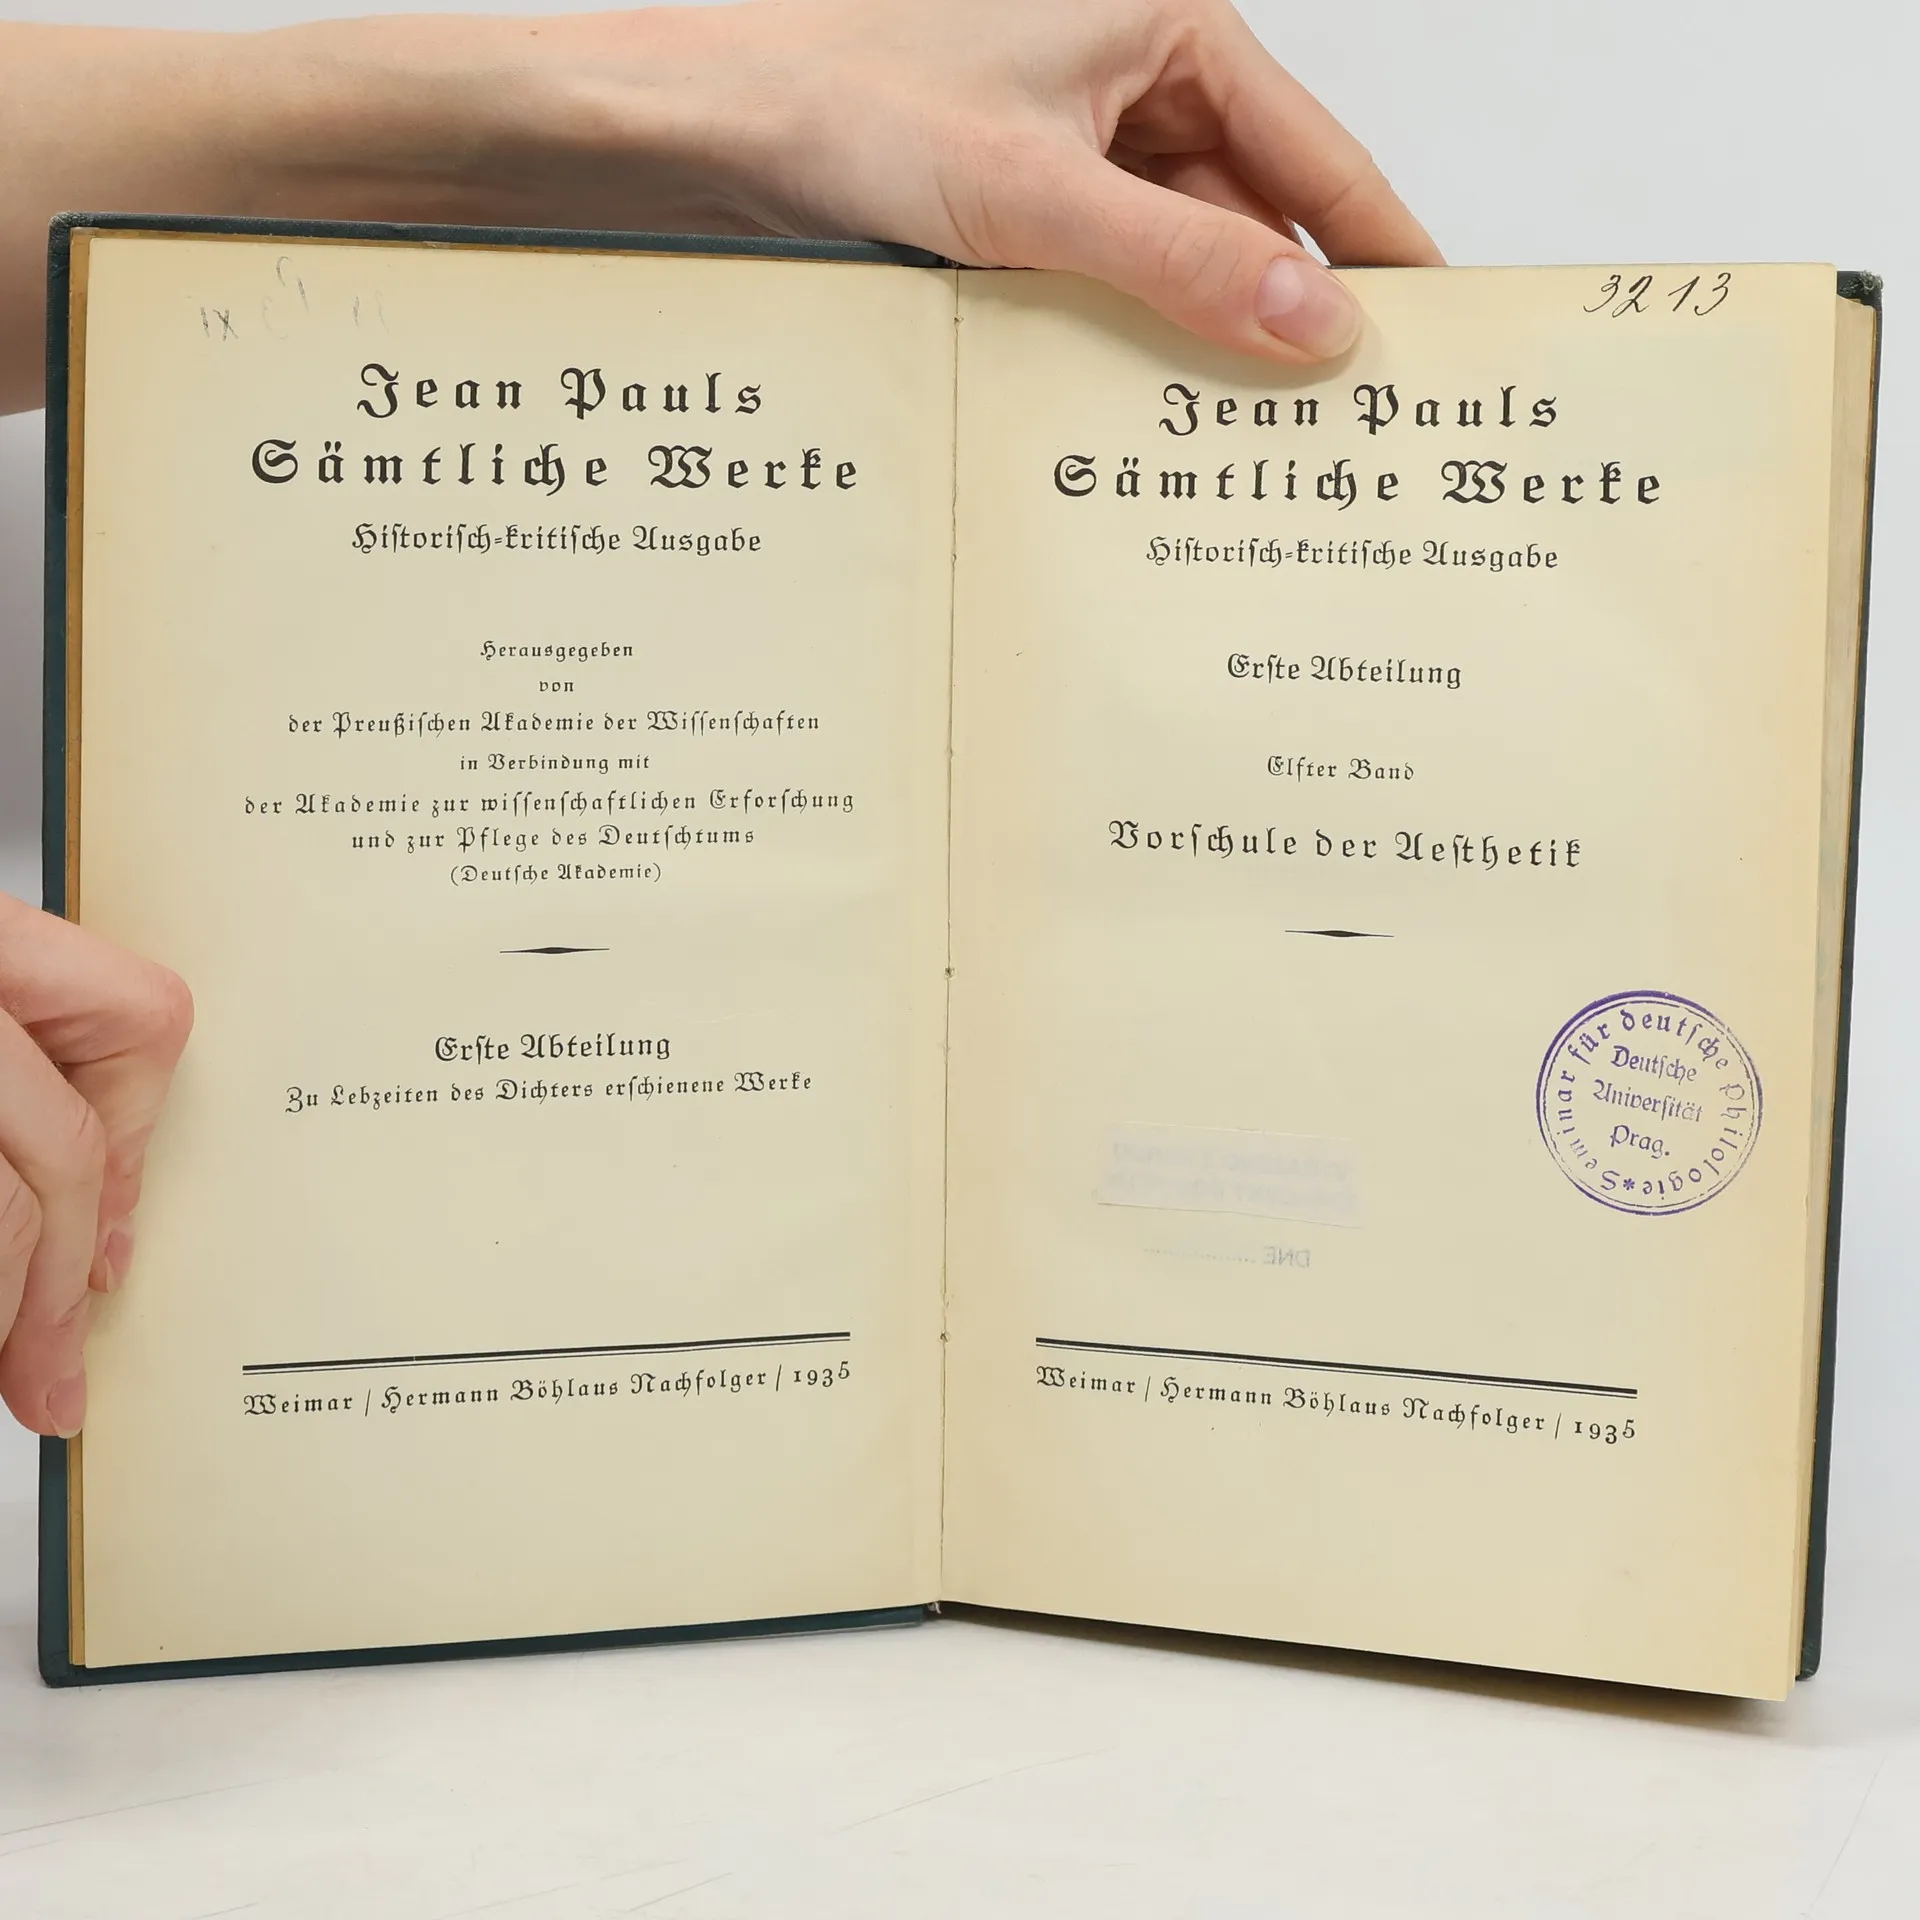 Jean Pauls
Sämtliche Werke
Hiſtoriſch-kritiſche Ausgabe
Herausgegeben
von
der Preußiſchen Akademie der Wiſſenſchaften
in Verbindung mit
der Akademie zur wiſſenſchaftlichen Erforſchung
und zur Pflege des Deutſchtums
(Deutſche Akademie)
Erſte Abteilung
Zu Lebzeiten des Dichters erſchienene Werke
Weimar / Hermann Böhlaus Nachfolger / 1935
3213
Jean Pauls
Sämtliche Werke
Hiſtoriſch-kritiſche Ausgabe
Erſte Abteilung
Elfter Band
Vorſchule der Aeſthetik
Seminar für deutſche Philologie *
Deutſche
Univerſität
Prag.
DNE
Weimar / Hermann Böhlaus Nachfolger / 1935